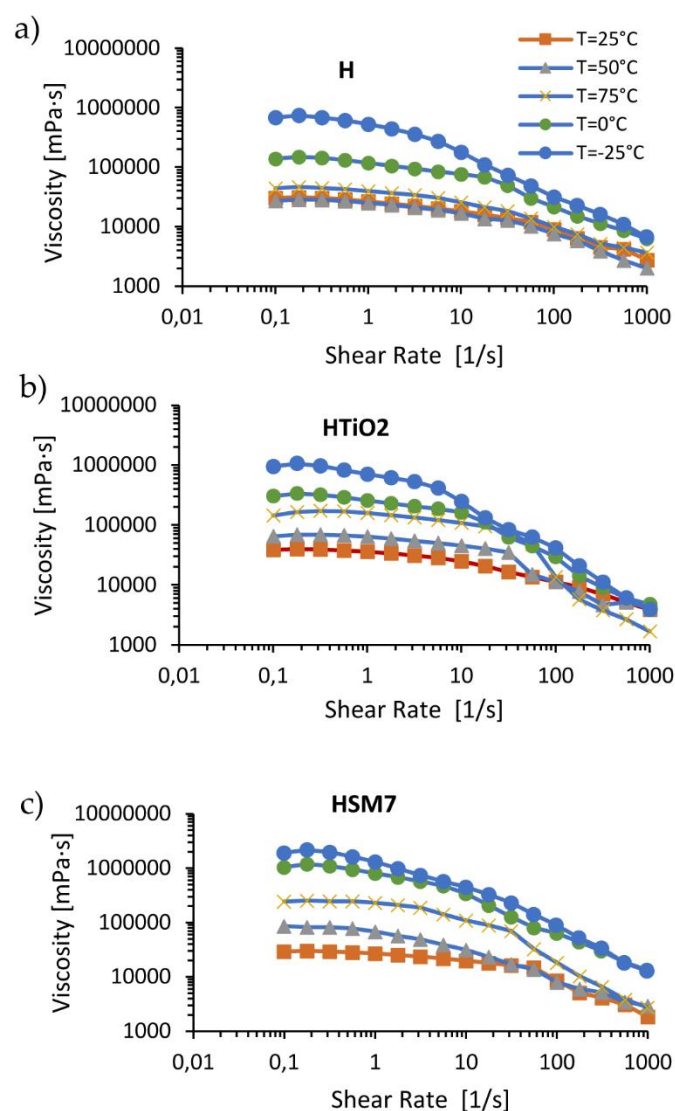 a)
H
T=25°C
T=50°C
T=75°C
T=0°C
T=-25°C
Viscosity [mPa·s]
10000000
1000000
100000
10000
1000
0,01
0,1
1
10
100
1000
Shear Rate [1/s]
b)
HTiO2
Viscosity [mPa·s]
10000000
1000000
100000
10000
1000
0,01
0,1
1
10
100
1000
Shear Rate [1/s]
c)
HSM7
Viscosity [mPa·s]
10000000
1000000
100000
10000
1000
0,01
0,1
1
10
100
1000
Shear Rate [1/s]